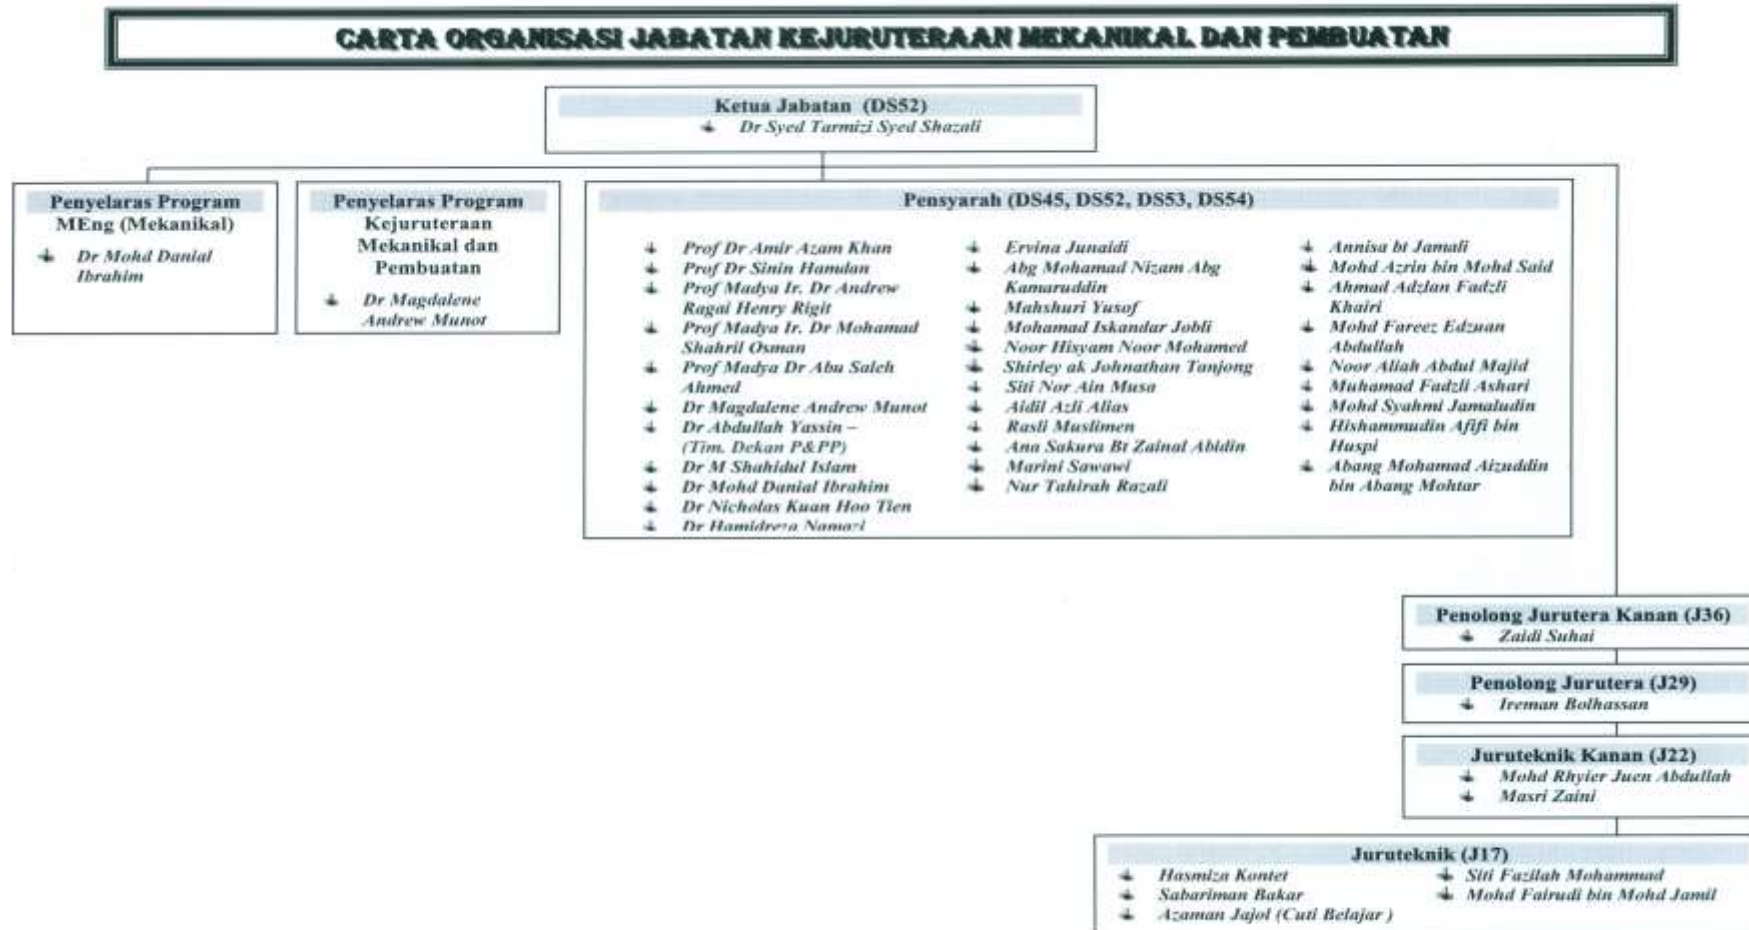 CARTA ORGANISASI JABATAN KEJURUTERAAN MEKANIKAL DAN PEMBUATAN
Ketua Jabatan (DS52)
Dr Syed Tarmizi Syed Shazali
Penyelaras Program
MEng (Mekanikal)
Dr Mohd Danial
Ibrahim
Penyelaras Program
Kejuruteraan
Mekanikal dan
Pembuatan
Dr Magdalene
Andrew Munot
Pensyarah (DS45, DS52, DS53, DS54)
Prof Dr Amir Azam Khan
Prof Dr Sinin Hamdan
Prof Madya Ir. Dr Andrew
Ragai Henry Rigit
Prof Madya Ir. Dr Mohamad
Shahril Osman
Prof Madya Dr Abu Saleh
Ahmed
Dr Magdalene Andrew Munot
Dr Abdullah Yassin –
(Tim. Dekan P&PP)
Dr M Shahidul Islam
Dr Mohd Danial Ibrahim
Dr Nicholas Kuan Hoo Tien
Dr Hamidreza Namazi
Ervina Junaidi
Abg Mohamad Nizam Abg
Kamaruddin
Mahshuri Yusof
Mohamad Iskandar Jobli
Noor Hisyam Noor Mohamed
Shirley ak Johnathan Tanjong
Siti Nor Ain Musa
Aidil Azli Alias
Rasli Muslimen
Ana Sakura Bt Zainal Abidin
Marini Sawawi
Nur Tahirah Razali
Annisa bt Jamali
Mohd Azrin bin Mohd Said
Ahmad Adzlan Fadzli
Khairi
Mohd Fareez Edzuan
Abdullah
Noor Aliah Abdul Majid
Muhamad Fadzli Ashari
Mohd Syahmi Jamaludin
Hishammudin Afifi bin
Huspi
Abang Mohamad Aizuddin
bin Abang Mohtar
Penolong Jurutera Kanan (J36)
Zaidi Suhai
Penolong Jurutera (J29)
Ireman Bolhassan
Juruteknik Kanan (J22)
Mohd Rhyier Juen Abdullah
Masri Zaini
Juruteknik (J17)
Hasmiza Kontet
Sabariman Bakar
Azaman Jajol (Cuti Belajar )
Siti Fazilah Mohammad
Mohd Fairudi bin Mohd Jamil